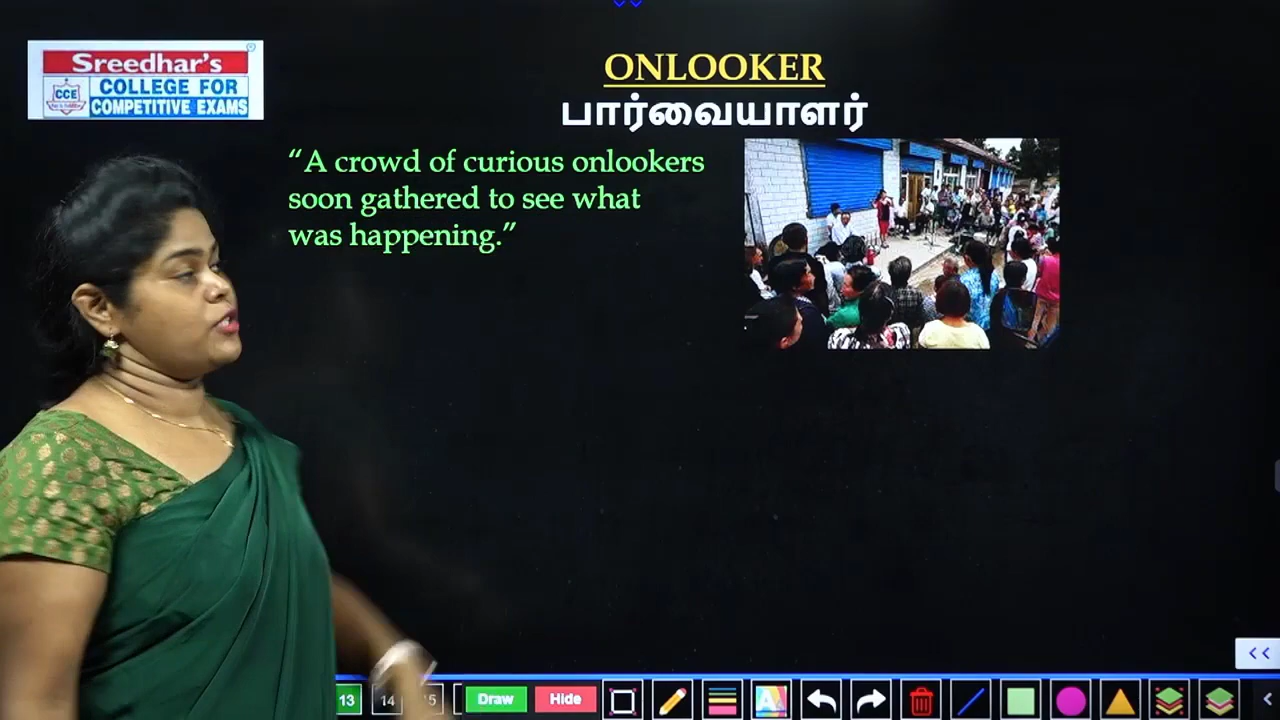 Sreedhar's
CCE
COLLEGE FOR
COMPETITIVE EXAMS
ONLOOKER
பார்வையாளர்
“A crowd of curious onlookers
soon gathered to see what
was happening.”
13 14 Draw Hide